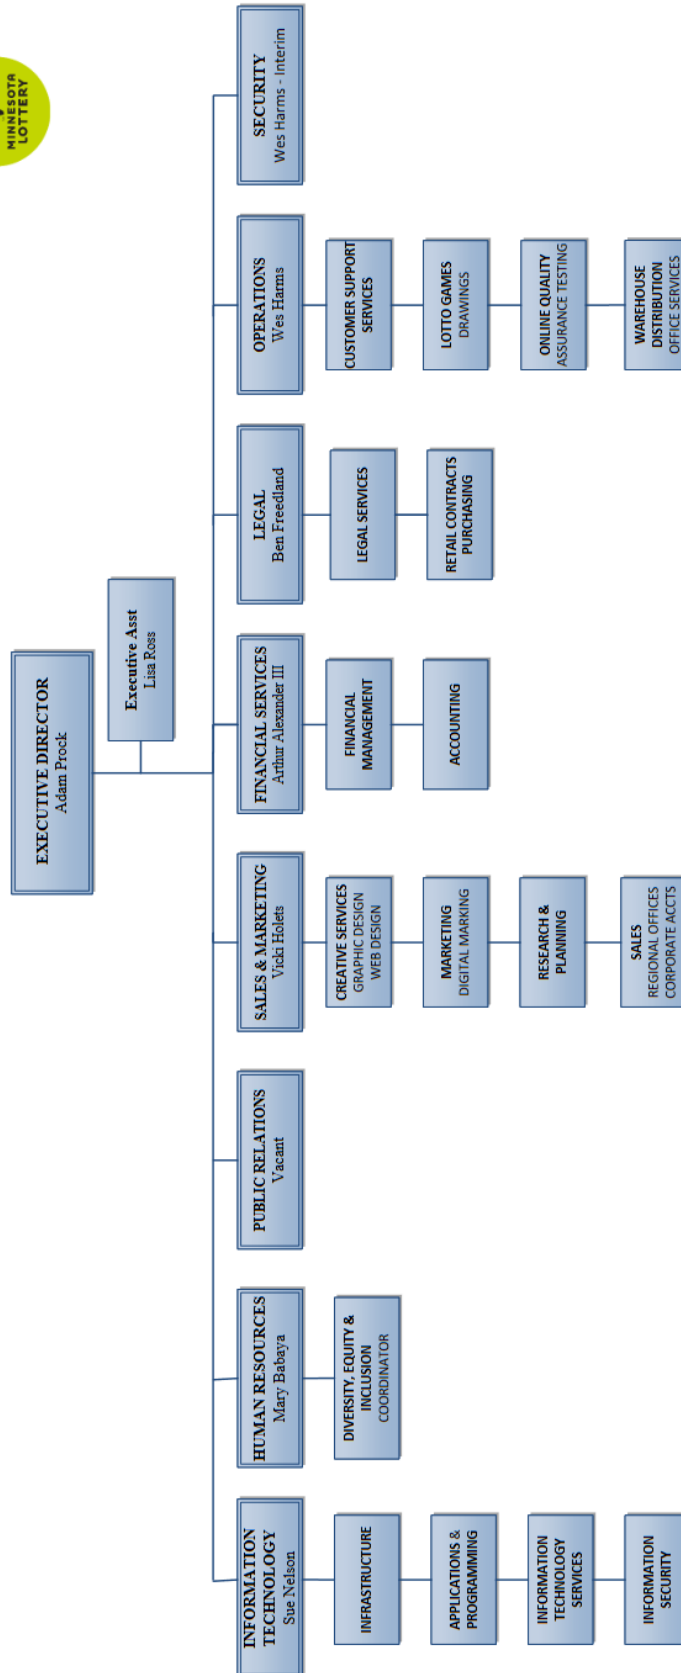 MINNESOTA
LOTTERY
EXECUTIVE DIRECTOR
Adam Prock
Executive Asst
Lisa Ross
INFORMATION
TECHNOLOGY
Sue Nelson
HUMAN RESOURCES
Mary Babaya
PUBLIC RELATIONS
Vacant
SALES & MARKETING
Vicki Holets
FINANCIAL SERVICES
Arthur Alexander III
LEGAL
Ben Freedland
OPERATIONS
Wes Harms
SECURITY
Wes Harms - Interim
INFRASTRUCTURE
DIVERSITY, EQUITY &
INCLUSION
COORDINATOR
CREATIVE SERVICES
GRAPHIC DESIGN
WEB DESIGN
FINANCIAL
MANAGEMENT
LEGAL SERVICES
CUSTOMER SUPPORT
SERVICES
APPLICATIONS &
PROGRAMMING
MARKETING
DIGITAL MARKING
ACCOUNTING
RETAIL CONTRACTS
PURCHASING
LOTTO GAMES
DRAWINGS
INFORMATION
TECHNOLOGY
SERVICES
RESEARCH &
PLANNING
ONLINE QUALITY
ASSURANCE TESTING
INFORMATION
SECURITY
SALES
REGIONAL OFFICES
CORPORATE ACCTS
WAREHOUSE
DISTRIBUTION
OFFICE SERVICES